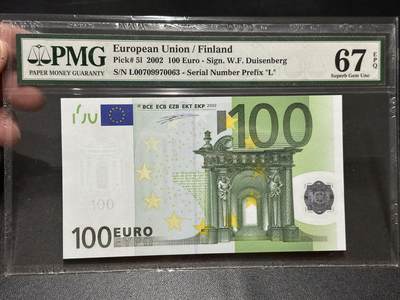 PMG
PAPER MONEY GUARANTY
European Union / Finland
Pick# 5l 2002 100 Euro - Sign. W.F. Duisenberg
S/N L00709970063 - Serial Number Prefix "L"
67 EPQ
Superb Gem Unc
BCE ECB EZB EKT EKP 2002
100
100
100 EURO